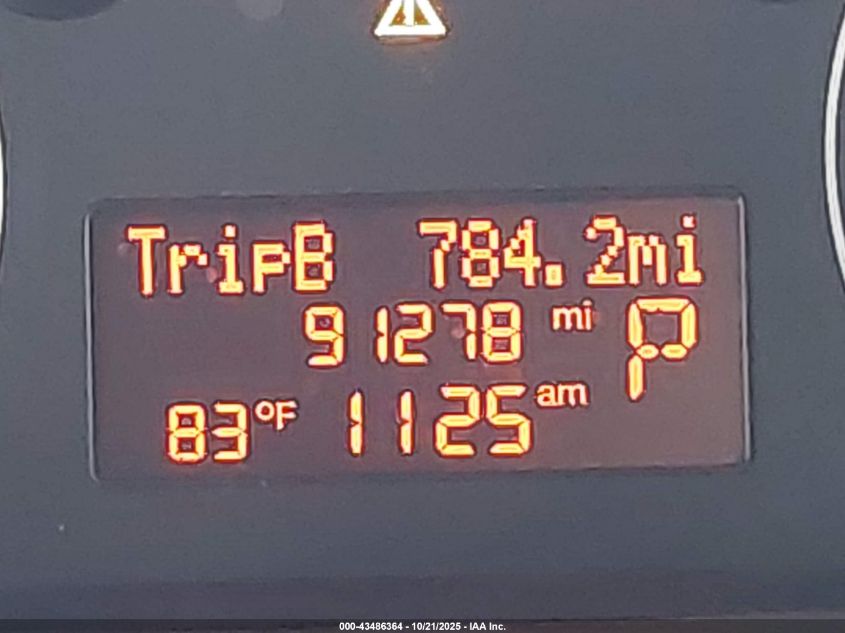 TripB 784.2mi
91278 mi P
83°F 1125 am
000-43486364 - 10/21/2025 - IAA Inc.